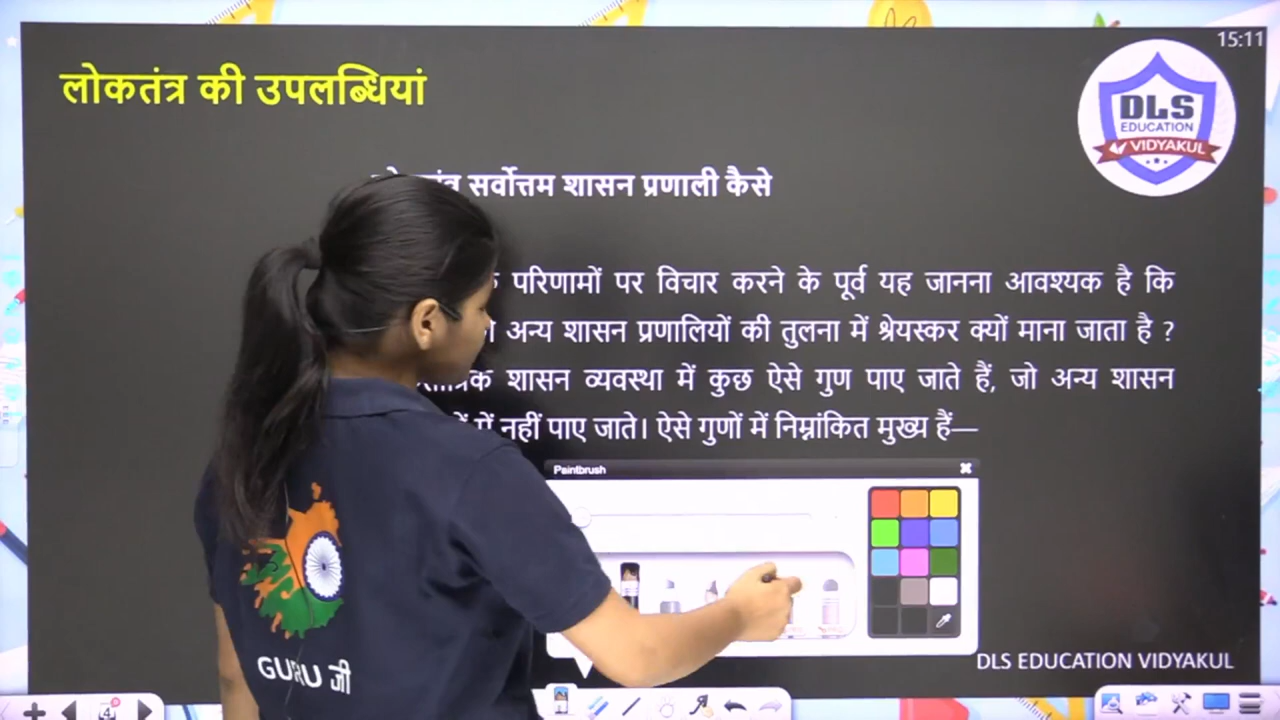 15:11
लोकतंत्र की उपलब्धियां
DLS
EDUCATION
VIDYAKUL
सर्वोत्तम शासन प्रणाली कैसे
परिणामों पर विचार करने के पूर्व यह जानना आवश्यक है कि
अन्य शासन प्रणालियों की तुलना में श्रेयस्कर क्यों माना जाता है ?
शासन व्यवस्था में कुछ ऐसे गुण पाए जाते हैं, जो अन्य शासन
में नहीं पाए जाते। ऐसे गुणों में निम्नांकित मुख्य हैं—
Paintbrush
GURU जी
DLS EDUCATION VIDYAKUL
4